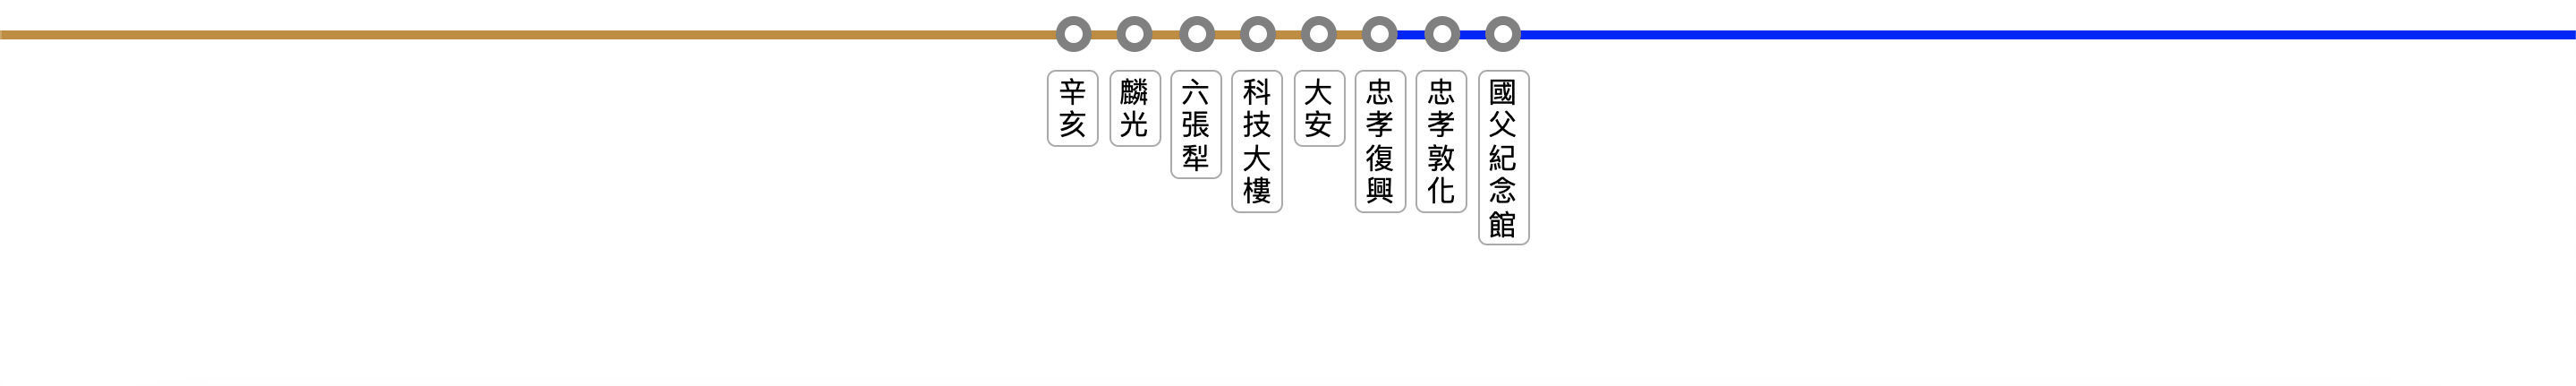 辛亥
麟光
六張犁
科技大樓
大安
忠孝復興
忠孝敦化
國父紀念館